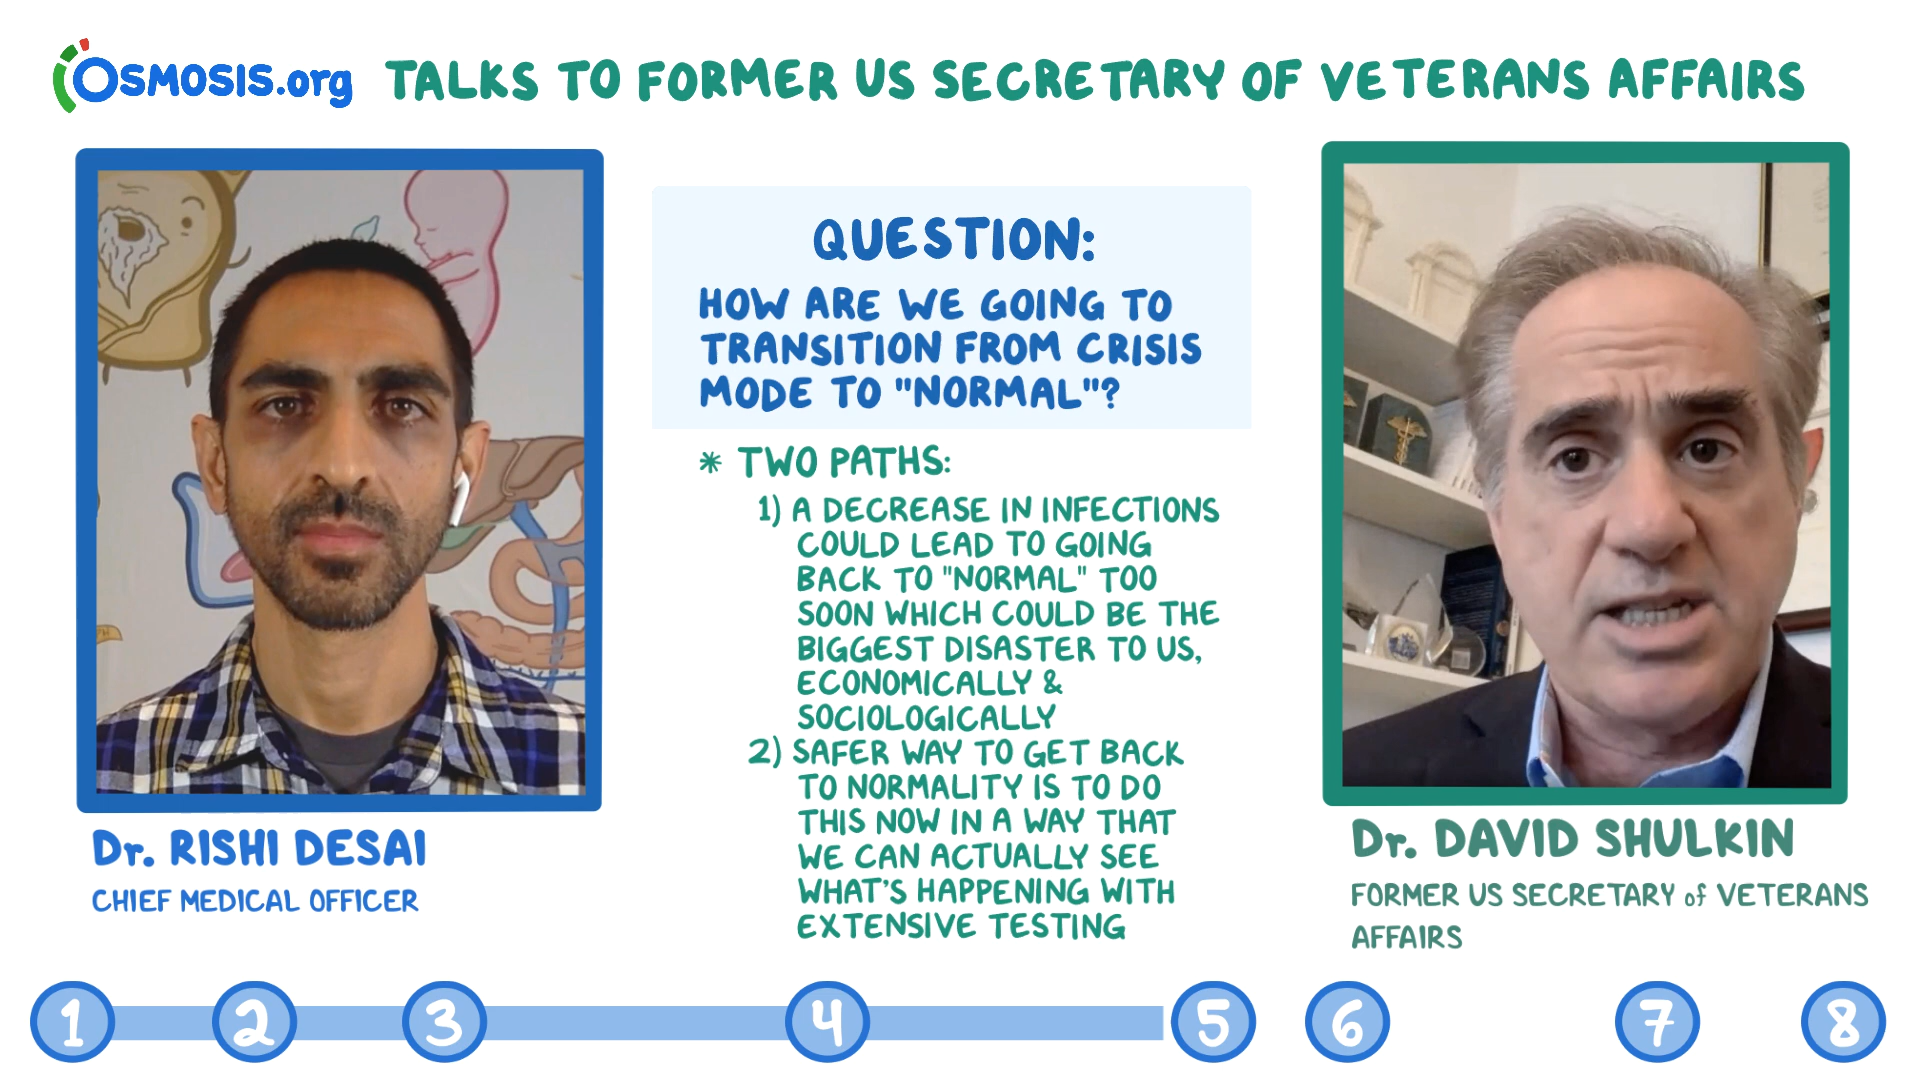 OSMOSIS.org TALKS TO FORMER US SECRETARY OF VETERANS AFFAIRS
QUESTION:
HOW ARE WE GOING TO
TRANSITION FROM CRISIS
MODE TO "NORMAL"?
* TWO PATHS:
1) A DECREASE IN INFECTIONS
COULD LEAD TO GOING
BACK TO "NORMAL" TOO
SOON WHICH COULD BE THE
BIGGEST DISASTER TO US,
ECONOMICALLY &
SOCIOLOGICALLY
2) SAFER WAY TO GET BACK
TO NORMALITY IS TO DO
THIS NOW IN A WAY THAT
WE CAN ACTUALLY SEE
WHAT'S HAPPENING WITH
EXTENSIVE TESTING
Dr. RISHI DESAI
CHIEF MEDICAL OFFICER
Dr. DAVID SHULKIN
FORMER US SECRETARY of VETERANS
AFFAIRS
1 2 3 4 5 6 7 8